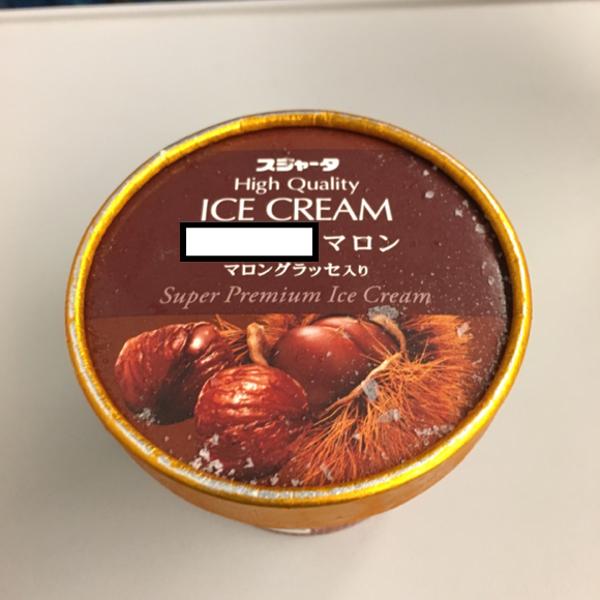 スジャータ
High Quality
ICE CREAM
マロン
マロングラッセ入り
Super Premium Ice Cream